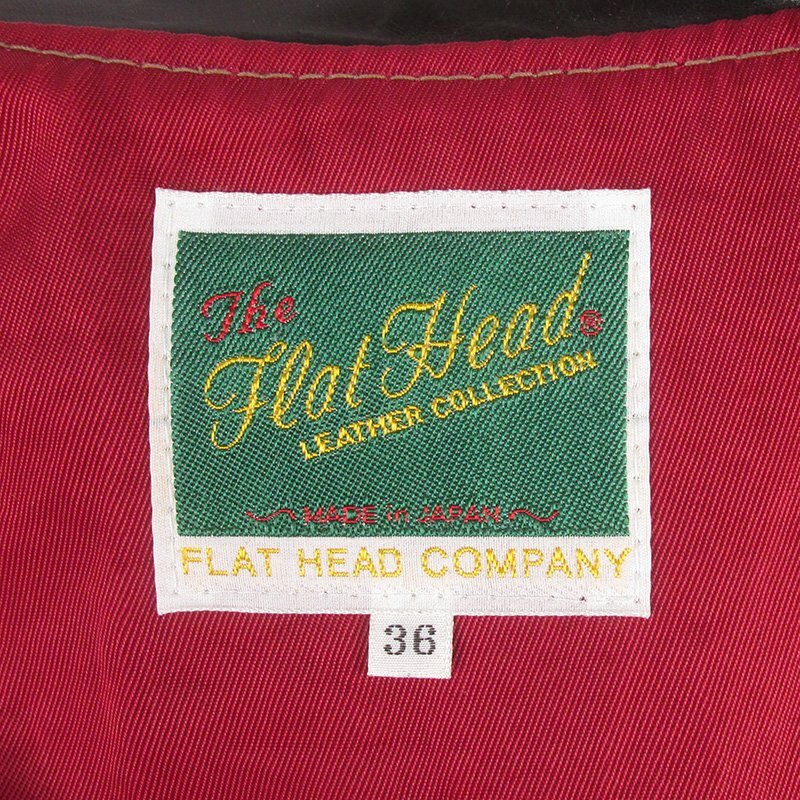 The
Flat Head®
LEATHER COLLECTION
~ MADE in JAPAN ~
FLAT HEAD COMPANY
36